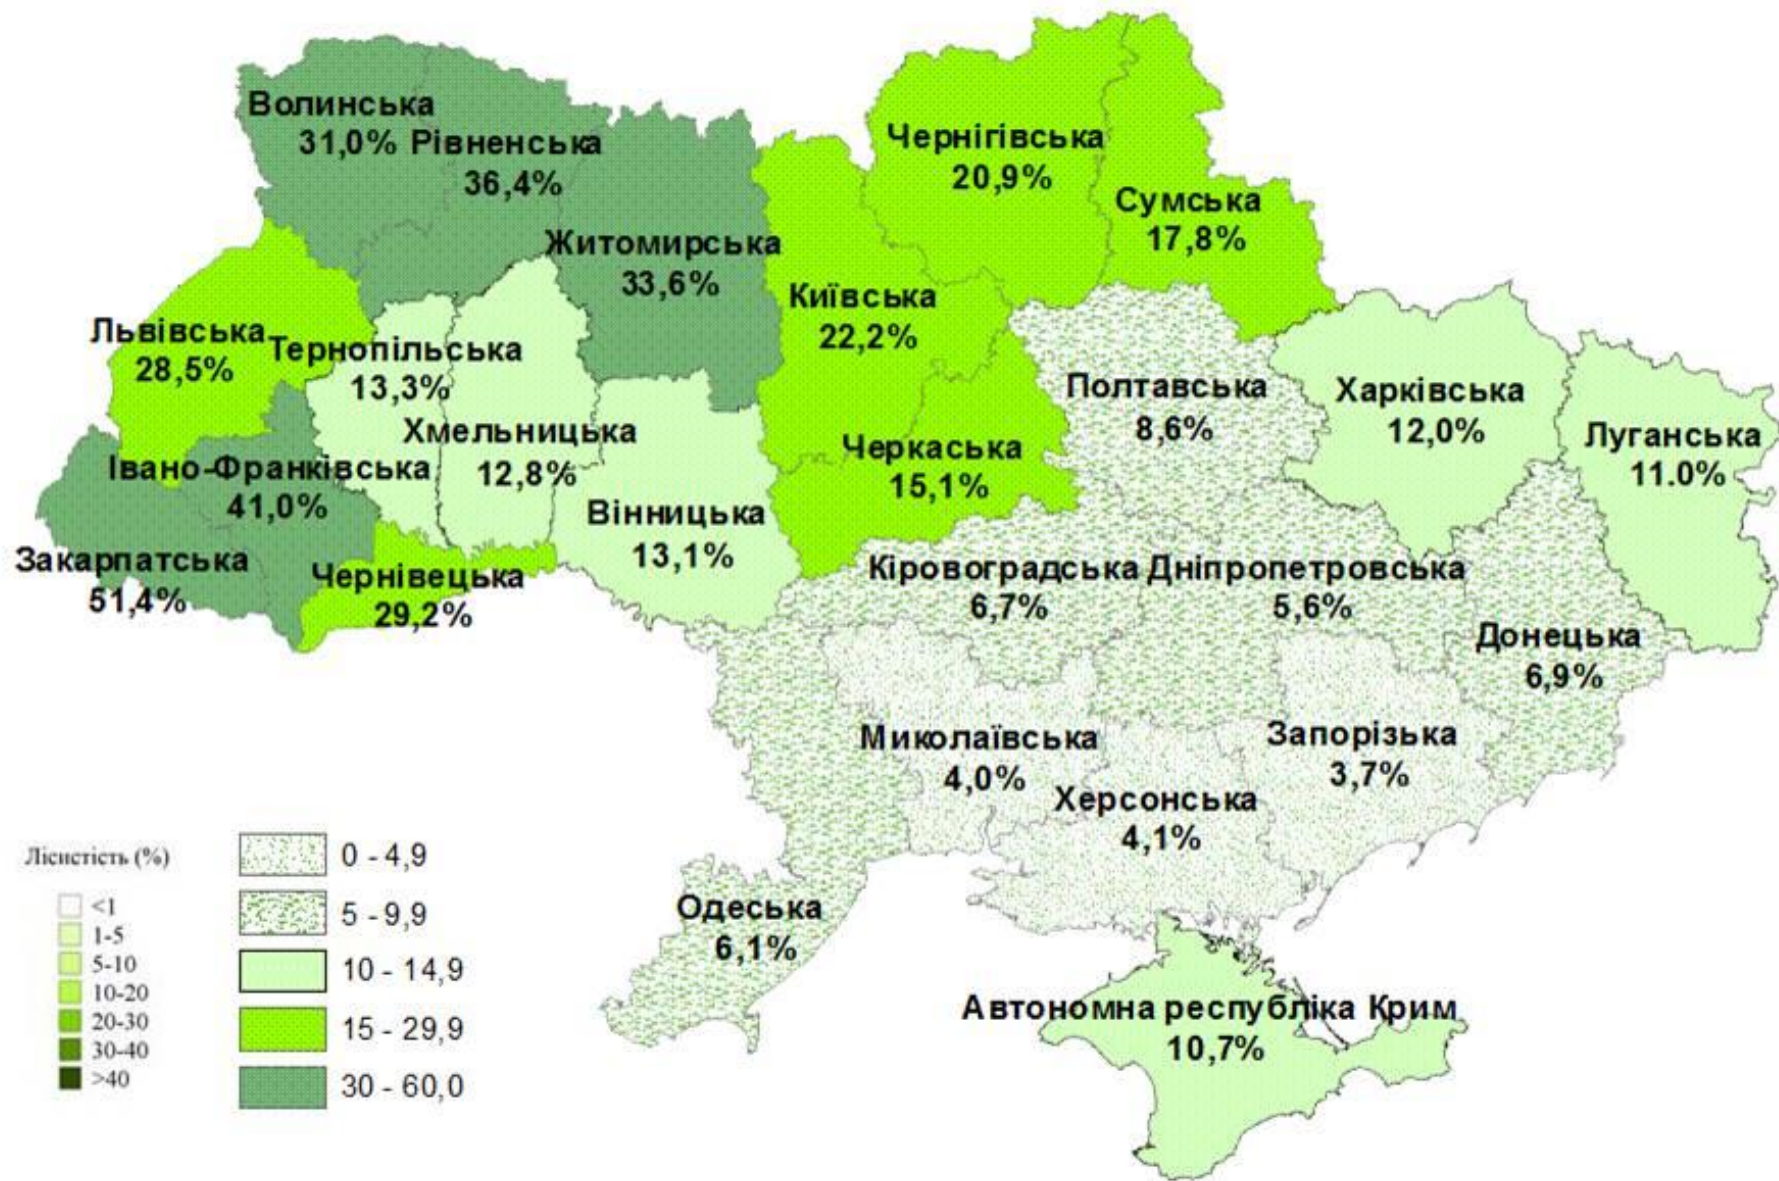 Волинська
31,0%
Рівненська
36,4%
Житомирська
33,6%
Чернігівська
20,9%
Сумська
17,8%
Київська
22,2%
Львівська
28,5%
Тернопільська
13,3%
Хмельницька
12,8%
Полтавська
8,6%
Харківська
12,0%
Луганська
11.0%
Черкаська
15,1%
Івано-Франківська
41,0%
Вінницька
13,1%
Закарпатська
51,4%
Чернівецька
29,2%
Кіровоградська
6,7%
Дніпропетровська
5,6%
Донецька
6,9%
Миколаївська
4,0%
Запорізька
3,7%
Херсонська
4,1%
Одеська
6,1%
Автономна республіка Крим
10,7%
Лісистість (%)
<1
1-5
5-10
10-20
20-30
30-40
>40
0 - 4,9
5 - 9,9
10 - 14,9
15 - 29,9
30 - 60,0